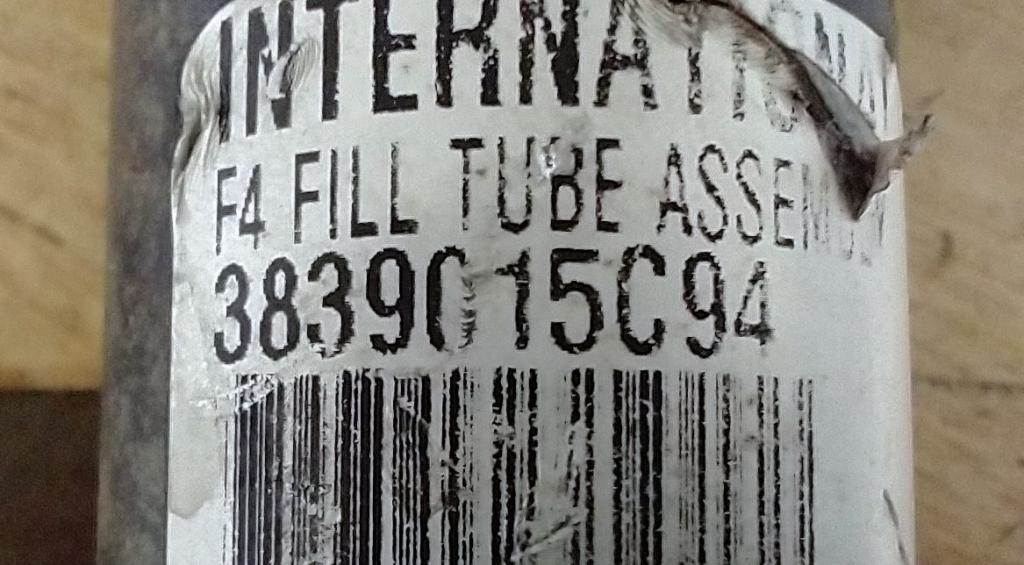 INTERNATIONAL
F4 FILL TUBE ASSEMBLY
3839015C94